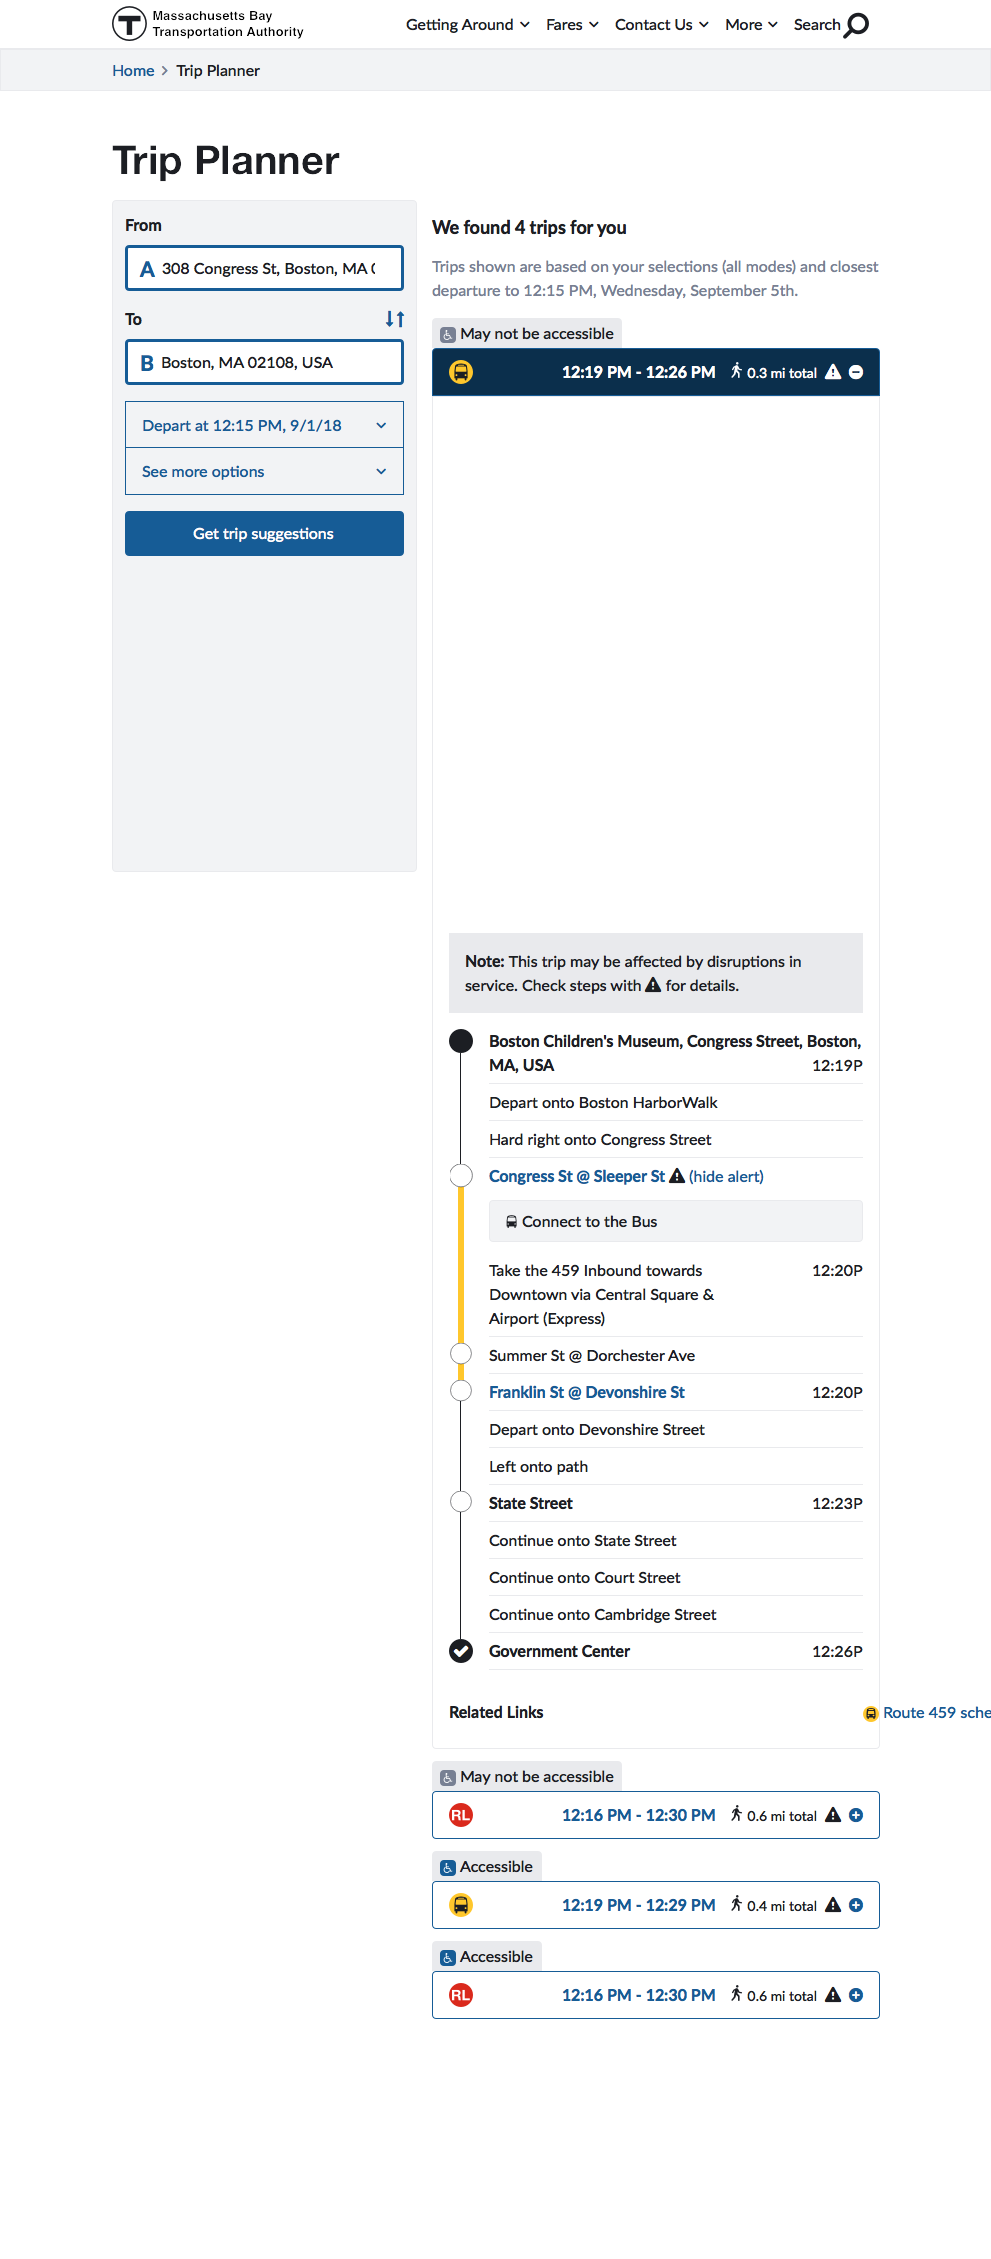 Massachusetts Bay
Transportation Authority
Getting Around
Fares
Contact Us
More
Search
Home
Trip Planner
Trip Planner
From
A 308 Congress St, Boston, MA
To
B Boston, MA 02108, USA
Depart at 12:15 PM, 9/1/18
See more options
Get trip suggestions
We found 4 trips for you
Trips shown are based on your selections (all modes) and closest
departure to 12:15 PM, Wednesday, September 5th.
May not be accessible
12:19 PM - 12:26 PM 0.3 mi total
Note: This trip may be affected by disruptions in
service. Check steps with for details.
Boston Children's Museum, Congress Street, Boston,
MA, USA 12:19P
Depart onto Boston HarborWalk
Hard right onto Congress Street
Congress St @ Sleeper St (hide alert)
Connect to the Bus
Take the 459 Inbound towards 12:20P
Downtown via Central Square &
Airport (Express)
Summer St @ Dorchester Ave
Franklin St @ Devonshire St 12:20P
Depart onto Devonshire Street
Left onto path
State Street 12:23P
Continue onto State Street
Continue onto Court Street
Continue onto Cambridge Street
Government Center 12:26P
Related Links Route 459 sche
May not be accessible
RL 12:16 PM - 12:30 PM 0.6 mi total
Accessible
12:19 PM - 12:29 PM 0.4 mi total
Accessible
RL 12:16 PM - 12:30 PM 0.6 mi total